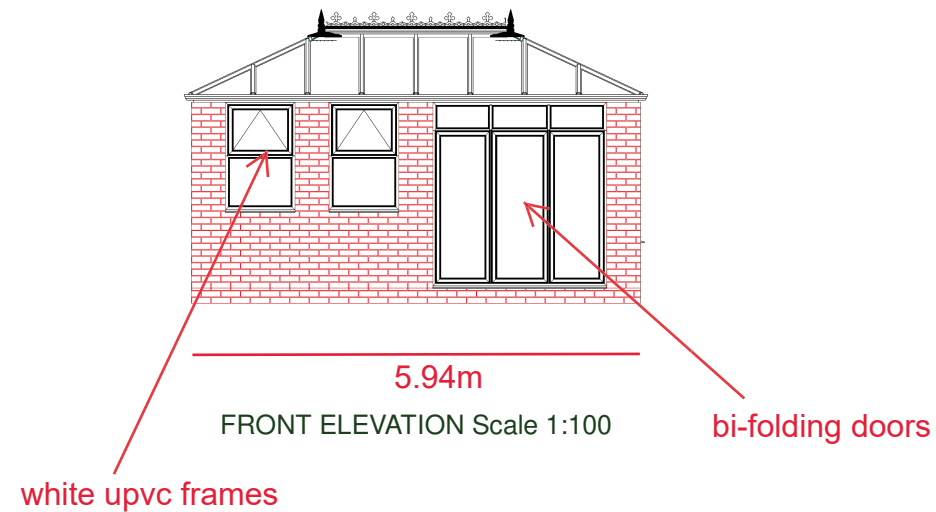 5.94m
FRONT ELEVATION Scale 1:100
bi-folding doors
white upvc frames